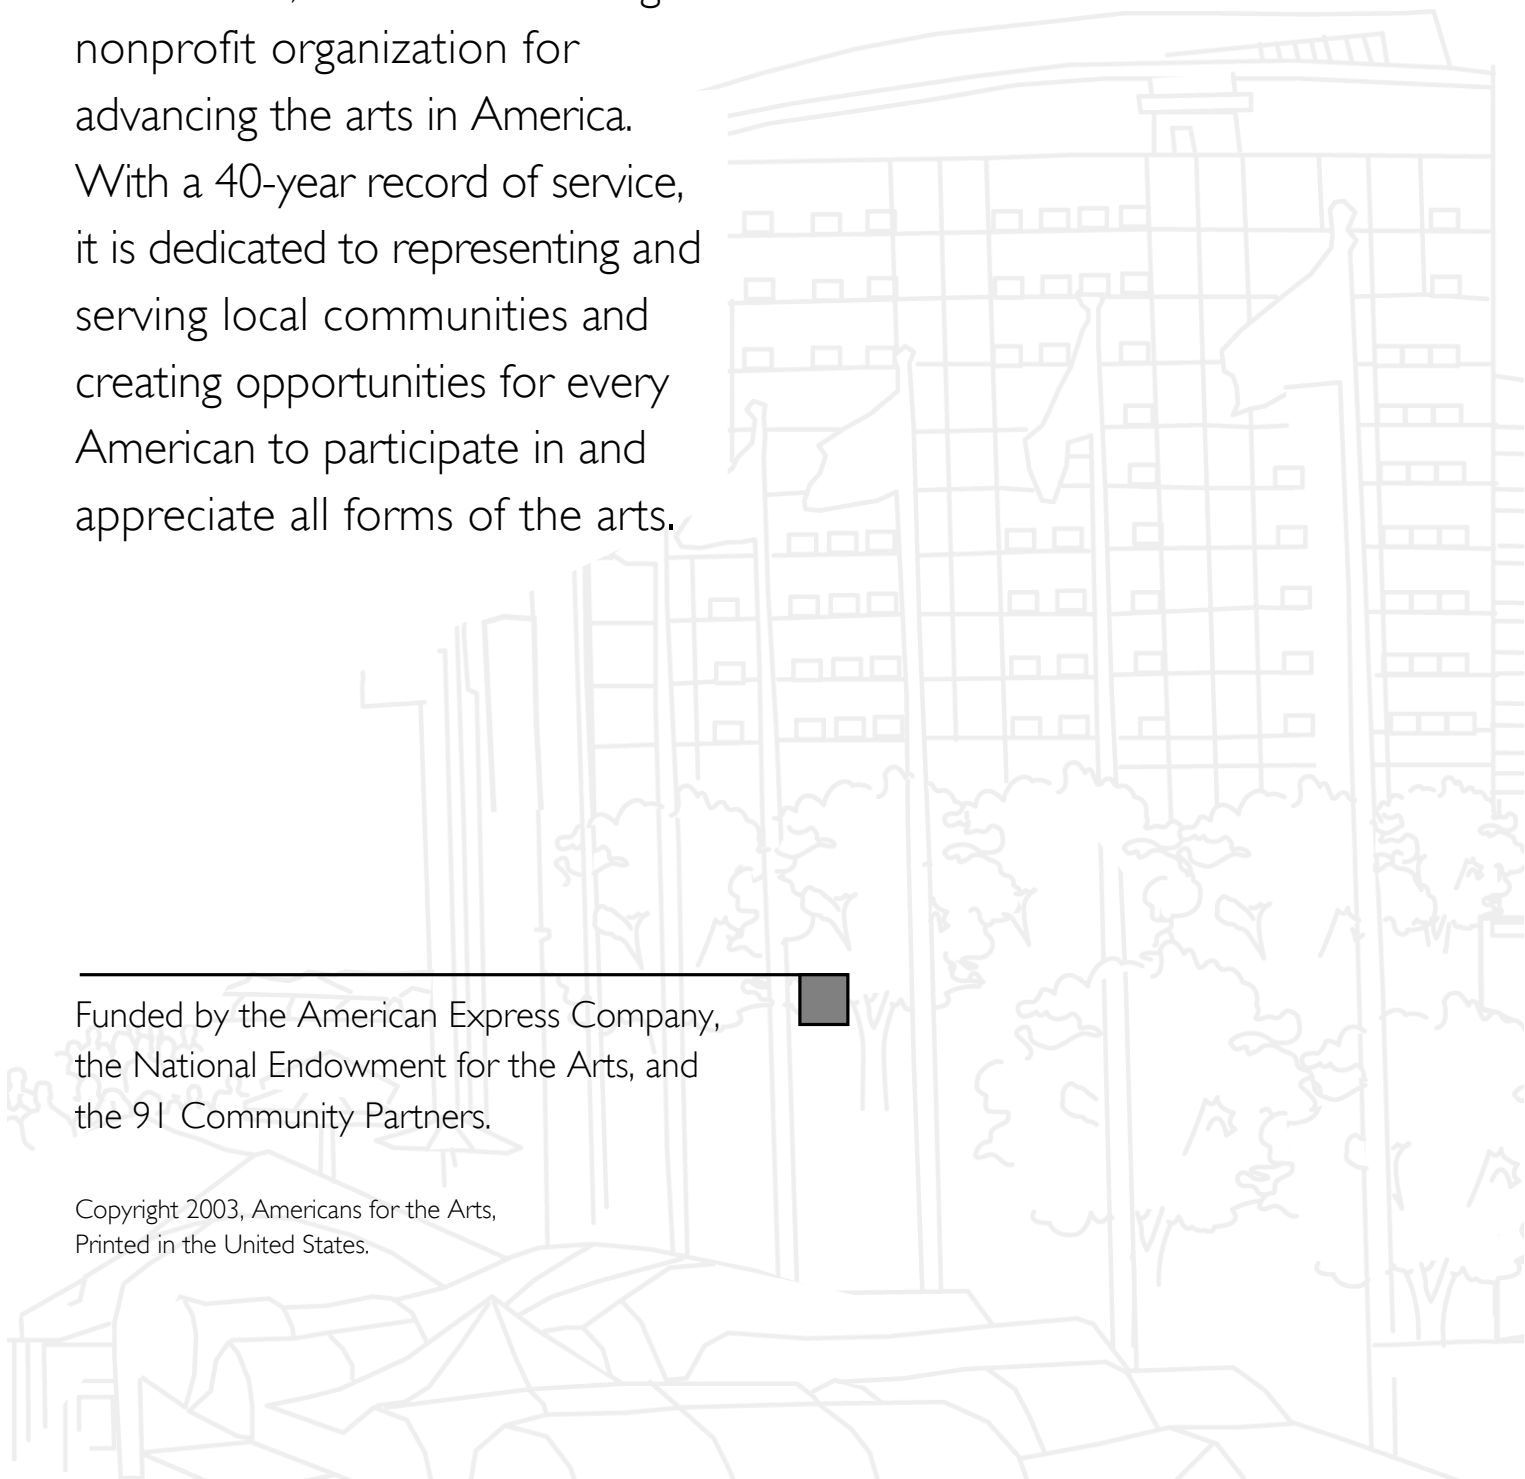 nonprofit organization for
advancing the arts in America.
With a 40-year record of service,
it is dedicated to representing and
serving local communities and
creating opportunities for every
American to participate in and
appreciate all forms of the arts.
Funded by the American Express Company,
the National Endowment for the Arts, and
the 91 Community Partners.
Copyright 2003, Americans for the Arts,
Printed in the United States.